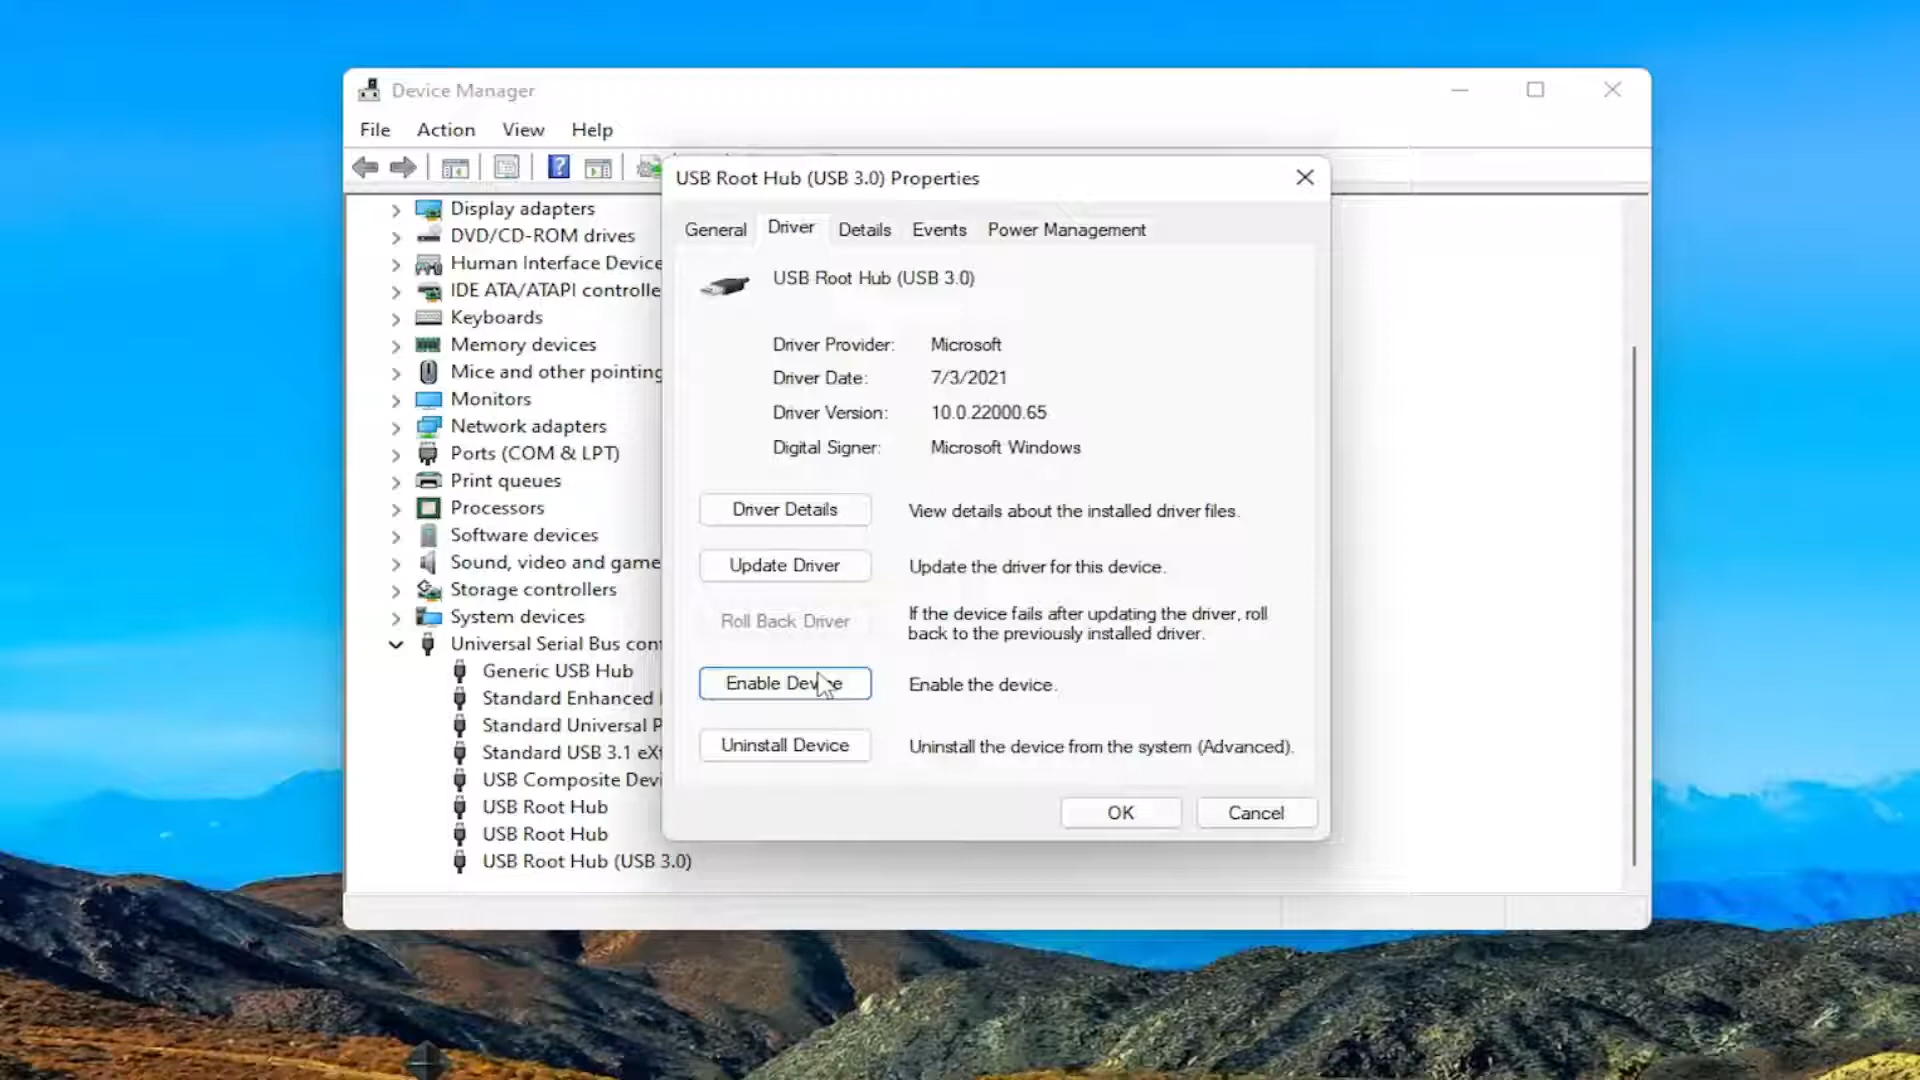 Device Manager
File Action View Help
USB Root Hub (USB 3.0) Properties
General Driver Details Events Power Management
USB Root Hub (USB 3.0)
Driver Provider: Microsoft
Driver Date: 7/3/2021
Driver Version: 10.0.22000.65
Digital Signer: Microsoft Windows
Driver Details View details about the installed driver files.
Update Driver Update the driver for this device.
Roll Back Driver If the device fails after updating the driver, roll
back to the previously installed driver.
Enable Device Enable the device.
Uninstall Device Uninstall the device from the system (Advanced).
OK Cancel
Display adapters
DVD/CD-ROM drives
Human Interface Device
IDE ATA/ATAPI controlle
Keyboards
Memory devices
Mice and other pointing
Monitors
Network adapters
Ports (COM & LPT)
Print queues
Processors
Software devices
Sound, video and game
Storage controllers
System devices
Universal Serial Bus con
Generic USB Hub
Standard Enhanced
Standard Universal P
Standard USB 3.1 eXt
USB Composite Devi
USB Root Hub
USB Root Hub
USB Root Hub (USB 3.0)